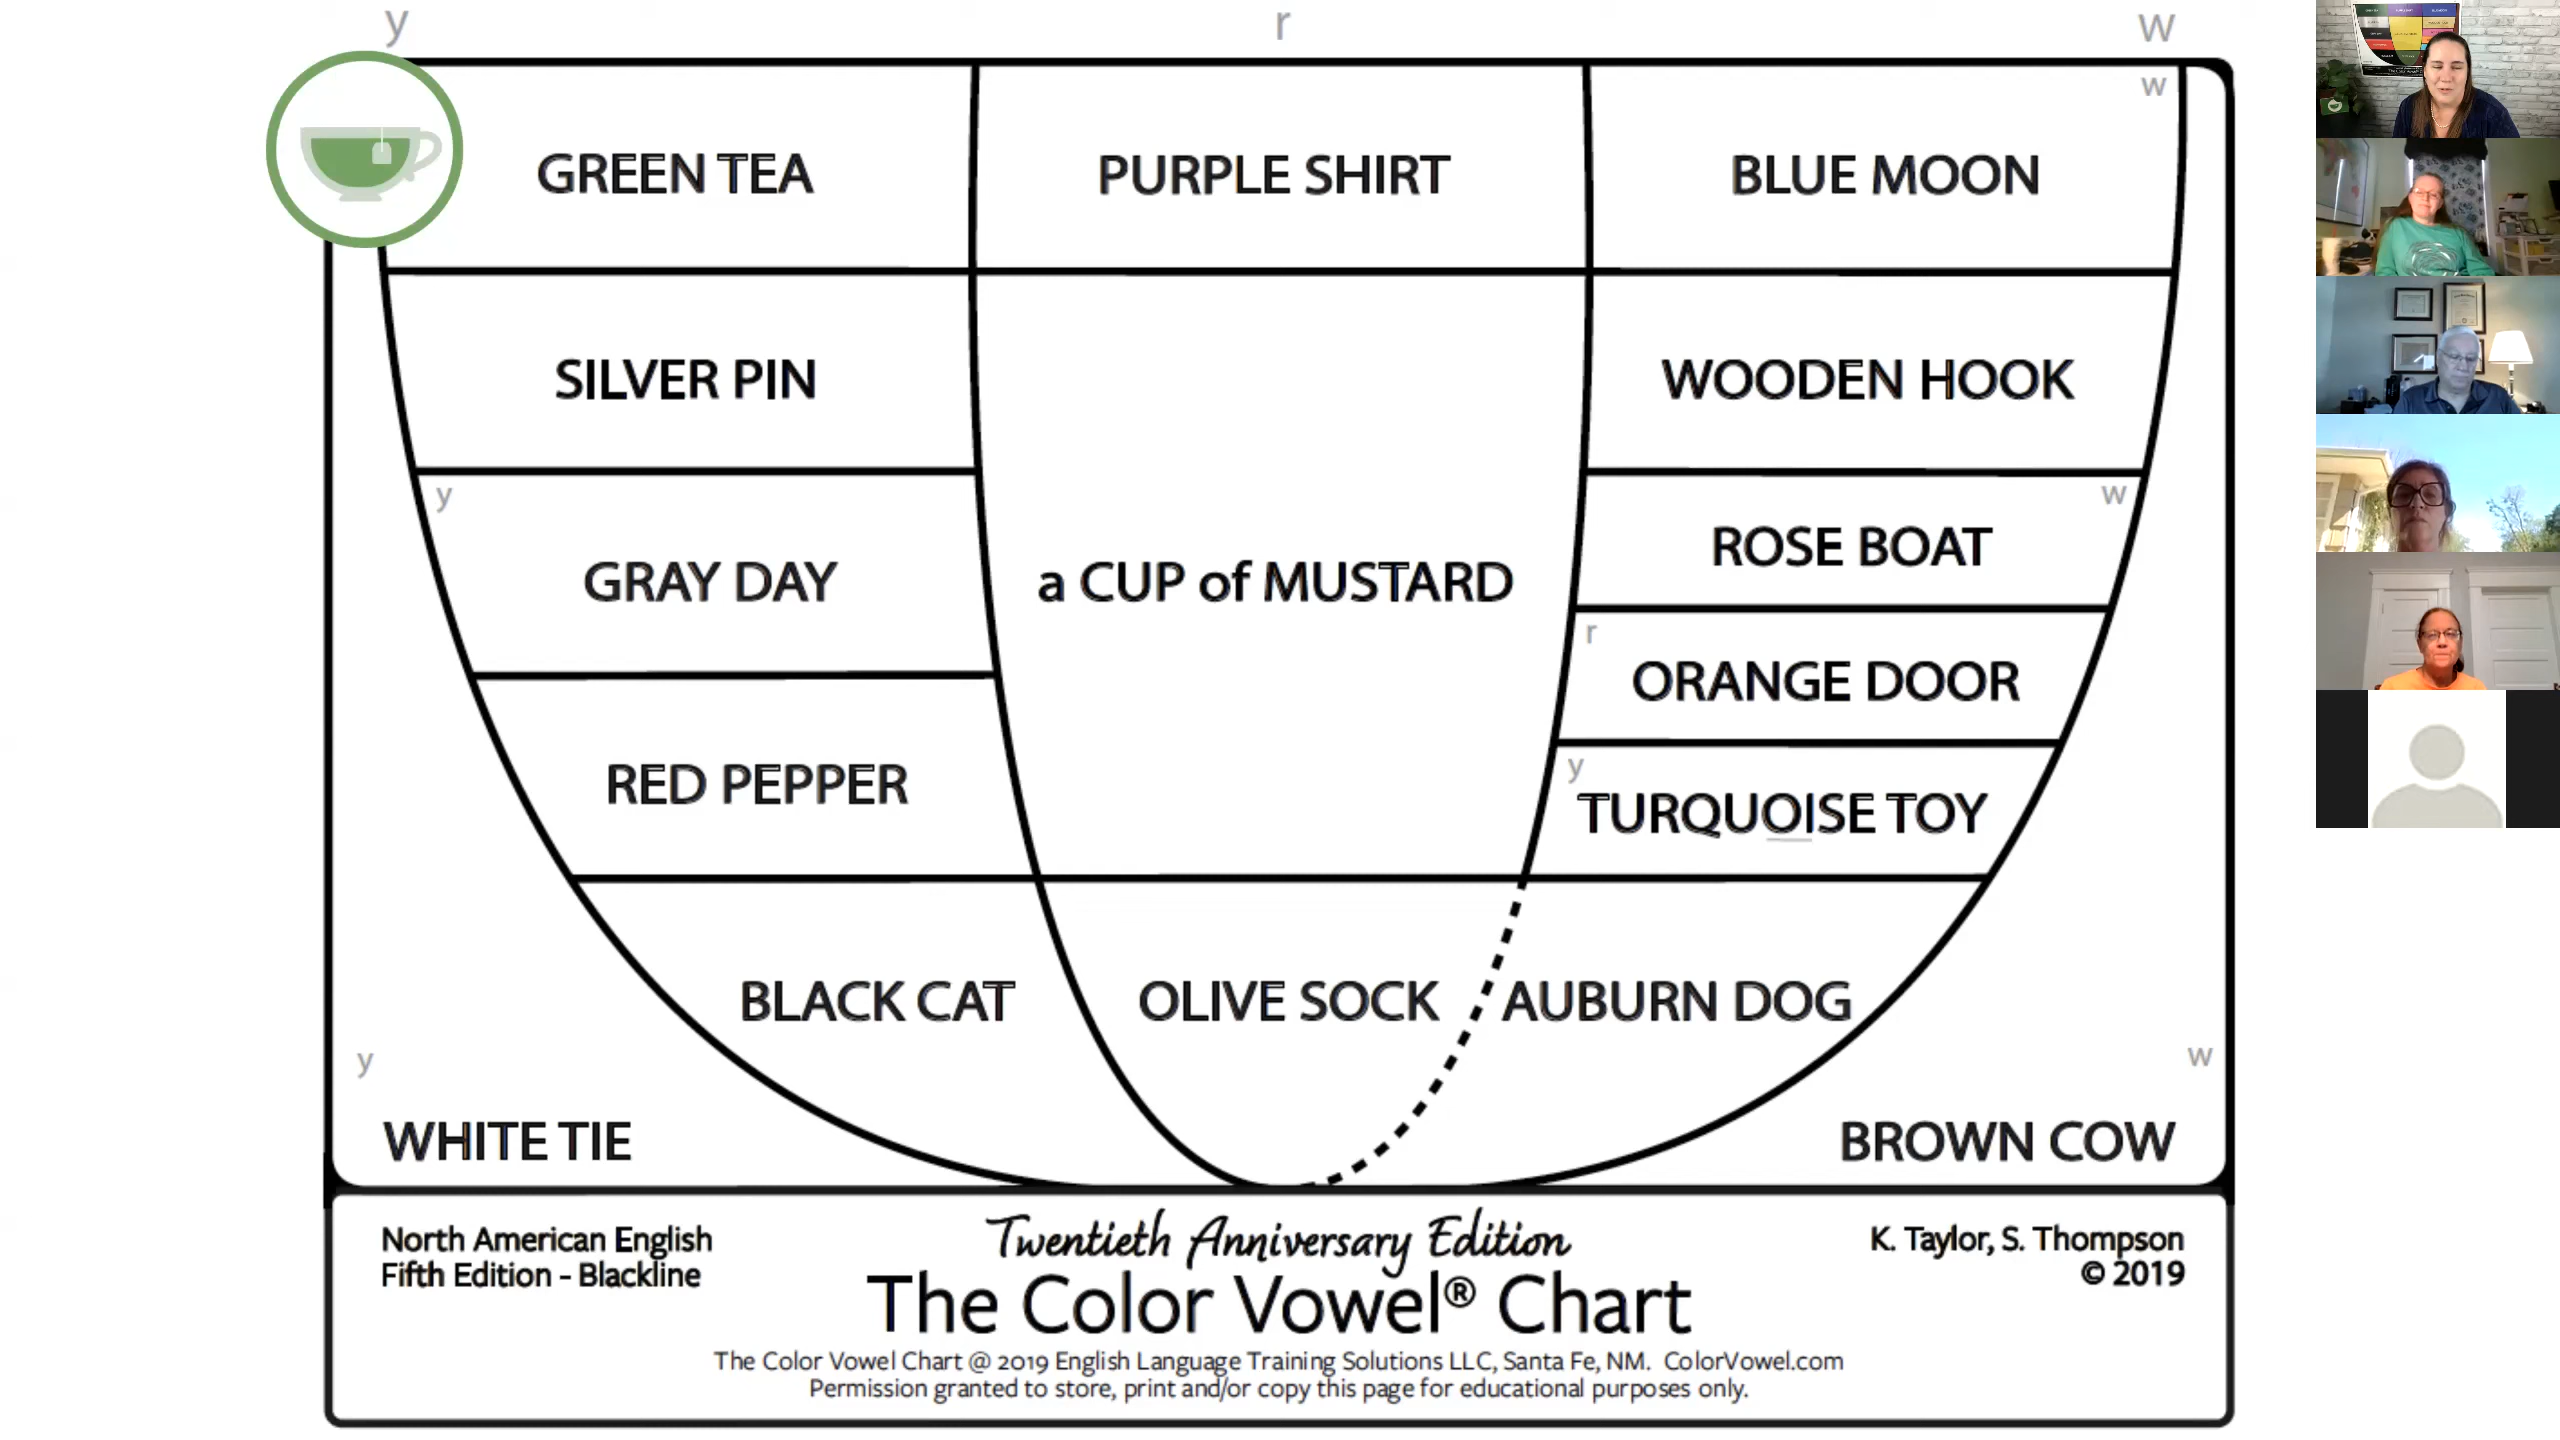 y r w
w
GREEN TEA PURPLE SHIRT BLUE MOON
SILVER PIN WOODEN HOOK
y w
GRAY DAY a CUP of MUSTARD ROSE BOAT
r
ORANGE DOOR
RED PEPPER
y
TURQUOISE TOY
BLACK CAT OLIVE SOCK AUBURN DOG
y w
WHITE TIE BROWN COW
North American English
Fifth Edition - Blackline
Twentieth Anniversary Edition
The Color Vowel® Chart
K. Taylor, S. Thompson
© 2019
The Color Vowel Chart @ 2019 English Language Training Solutions LLC, Santa Fe, NM. ColorVowel.com
Permission granted to store, print and/or copy this page for educational purposes only.